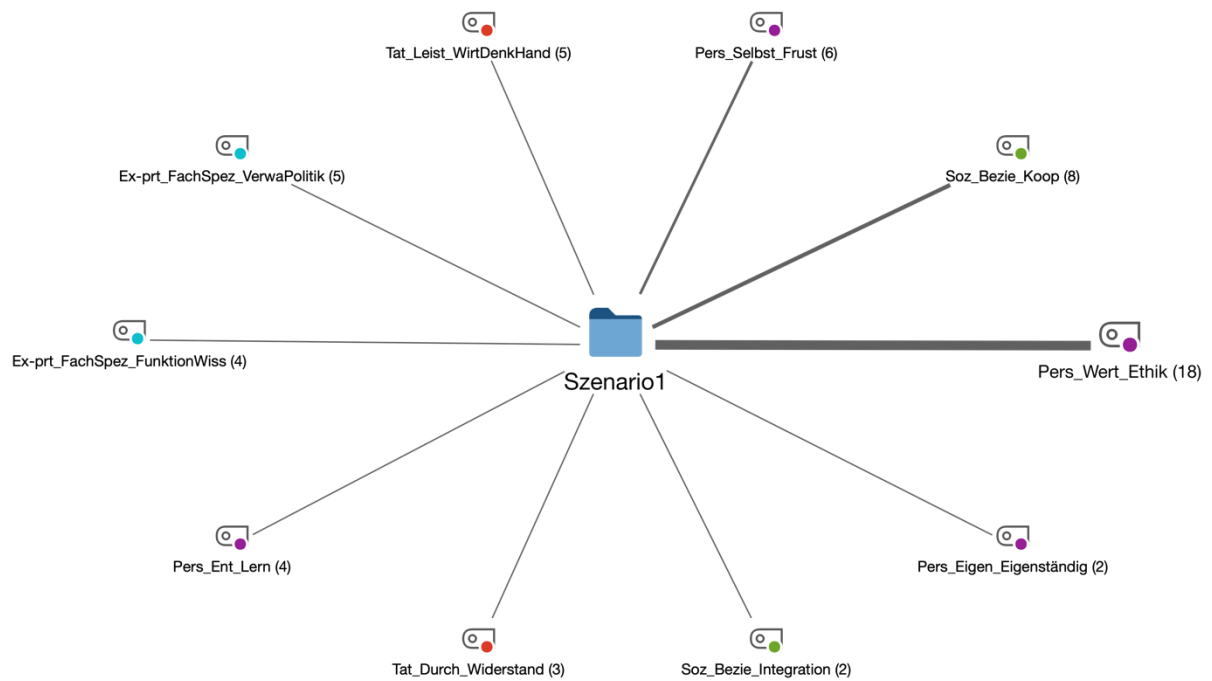 Tat_Leist_WirtDenkHand (5)
Pers_Selbst_Frust (6)
Ex-prt_FachSpez_VerwaPolitik (5)
Soz_Bezie_Koop (8)
Ex-prt_FachSpez_FunktionWiss (4)
Szenario1
Pers_Wert_Ethik (18)
Pers_Ent_Lern (4)
Pers_Eigen_Eigenständig (2)
Tat_Durch_Widerstand (3)
Soz_Bezie_Integration (2)